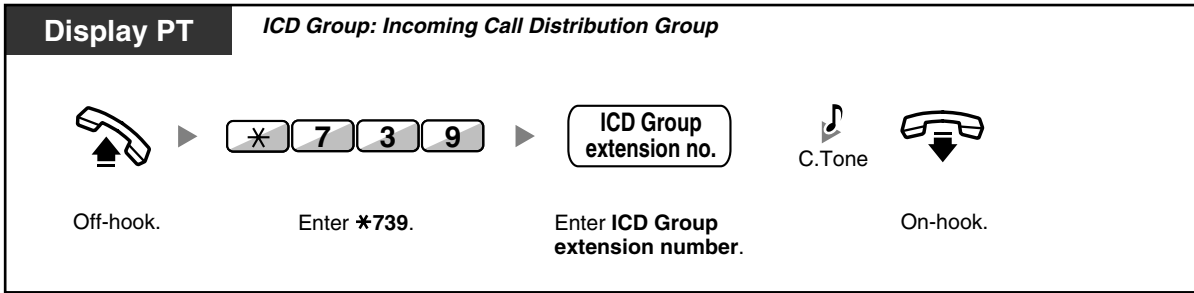 Display PT
ICD Group: Incoming Call Distribution Group
* 7 3 9
ICD Group
extension no.
C.Tone
Off-hook.
Enter *739.
Enter ICD Group
extension number.
On-hook.